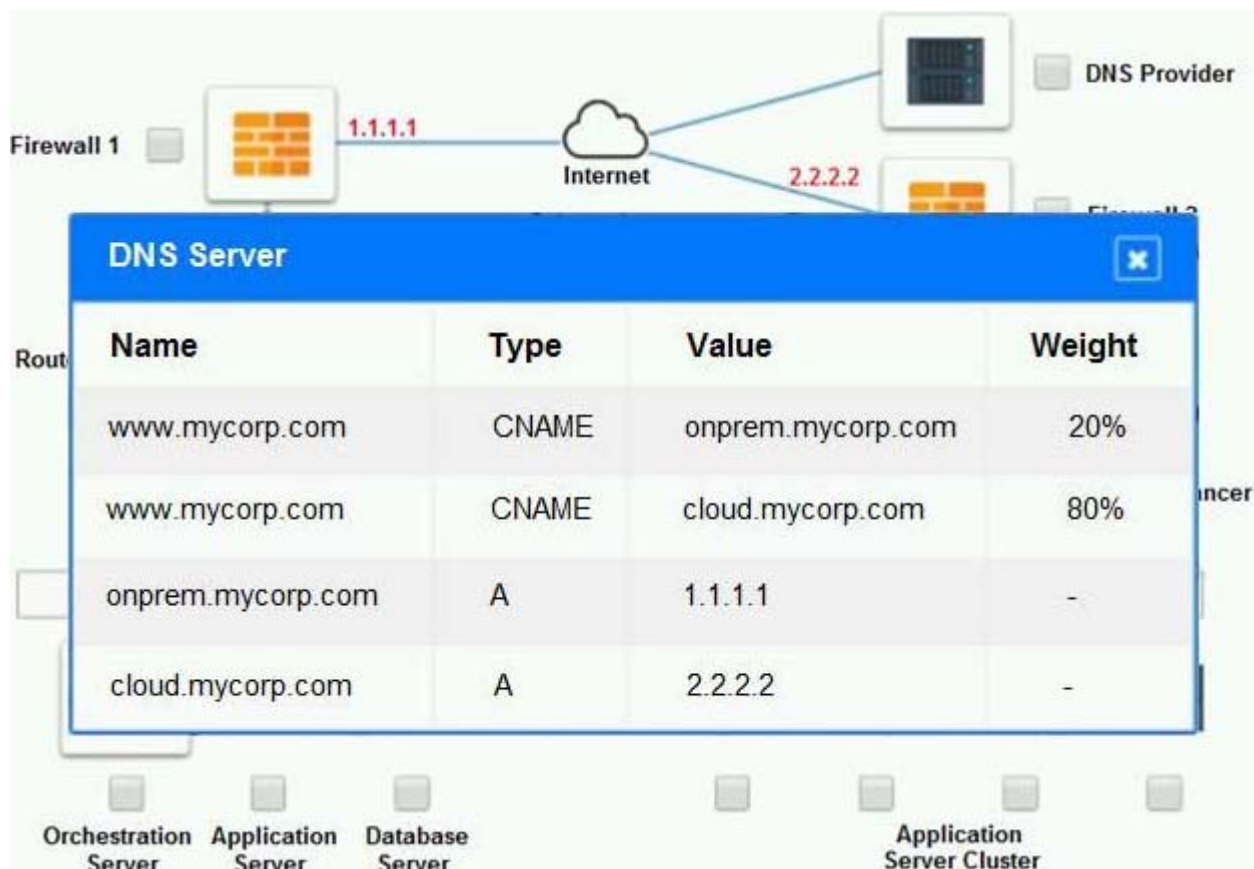 DNS Provider
Firewall 1
1.1.1.1
Internet
2.2.2.2
DNS Server
Name Type Value Weight
www.mycorp.com CNAME onprem.mycorp.com 20%
www.mycorp.com CNAME cloud.mycorp.com 80%
onprem.mycorp.com A 1.1.1.1 -
cloud.mycorp.com A 2.2.2.2 -
Orchestration Server
Application Server
Database Server
Application Server Cluster